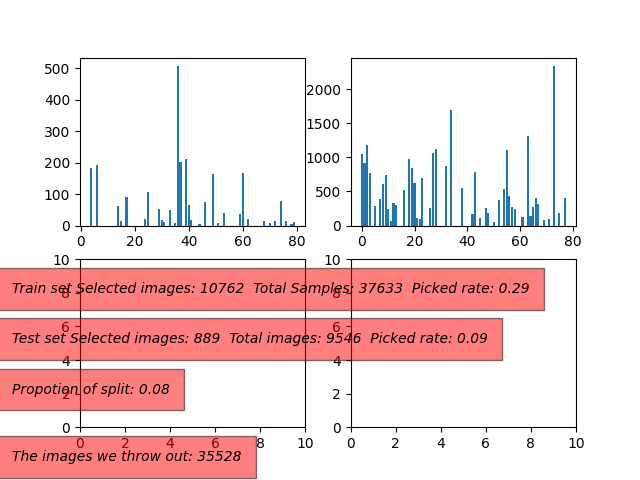 500
400
300
200
100
0
0 20 40 60 80
2000
1500
1000
500
0
0 20 40 60 80
10
8
6
4
2
0
0 2 4 6 8 10
10
8
6
4
2
0
0 2 4 6 8 10
Train set Selected images: 10762 Total Samples: 37633 Picked rate: 0.29
Test set Selected images: 889 Total images: 9546 Picked rate: 0.09
Propotion of split: 0.08
The images we throw out: 35528